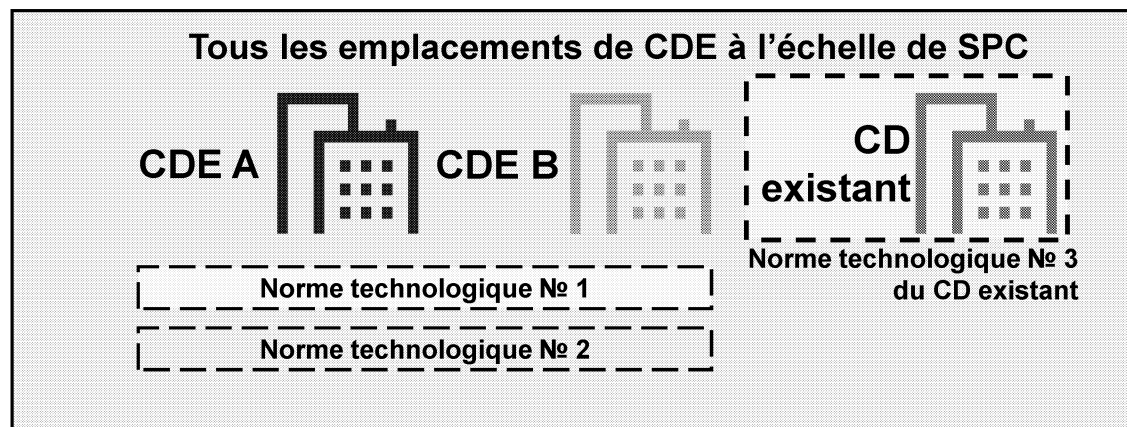 Tous les emplacements de CDE à l'échelle de SPC
CDE A
CDE B
CD
existant
Norme technologique № 3
du CD existant
Norme technologique № 1
Norme technologique № 2